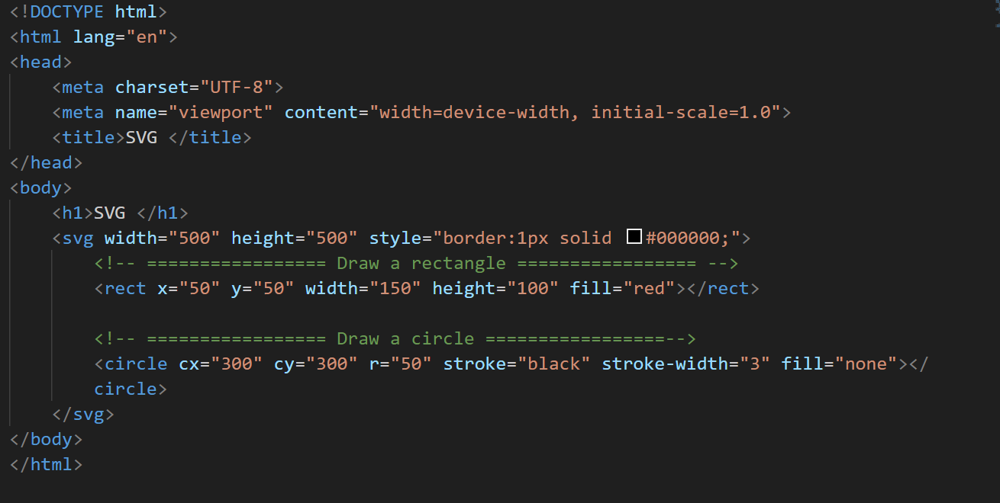 <!DOCTYPE html>
<html lang="en">
<head>
    <meta charset="UTF-8">
    <meta name="viewport" content="width=device-width, initial-scale=1.0">
    <title>SVG </title>
</head>
<body>
    <h1>SVG </h1>
    <svg width="500" height="500" style="border:1px solid #000000;">
        <!-- ================= Draw a rectangle ================= -->
        <rect x="50" y="50" width="150" height="100" fill="red"></rect>

        <!-- ================= Draw a circle =================-->
        <circle cx="300" cy="300" r="50" stroke="black" stroke-width="3" fill="none"></
        circle>
    </svg>
</body>
</html>